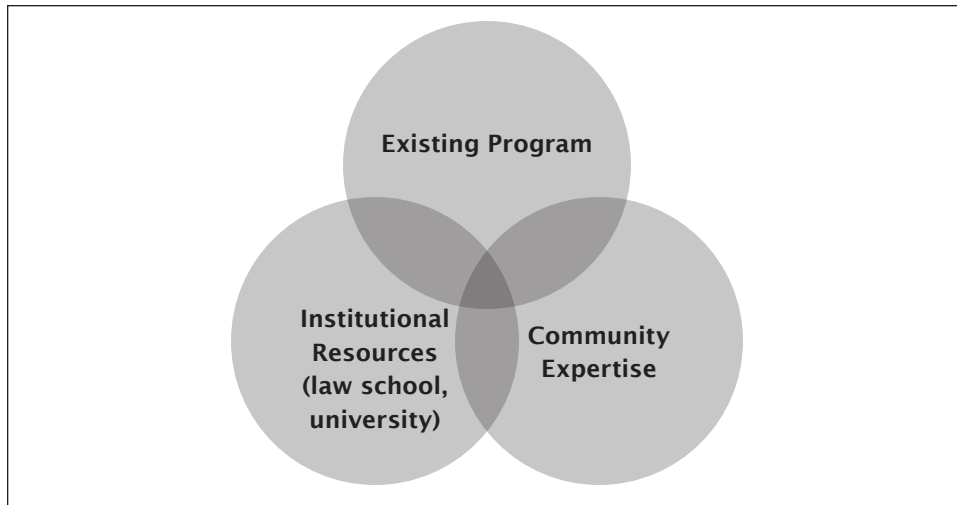 Existing Program
Institutional
Resources
(law school,
university)
Community
Expertise